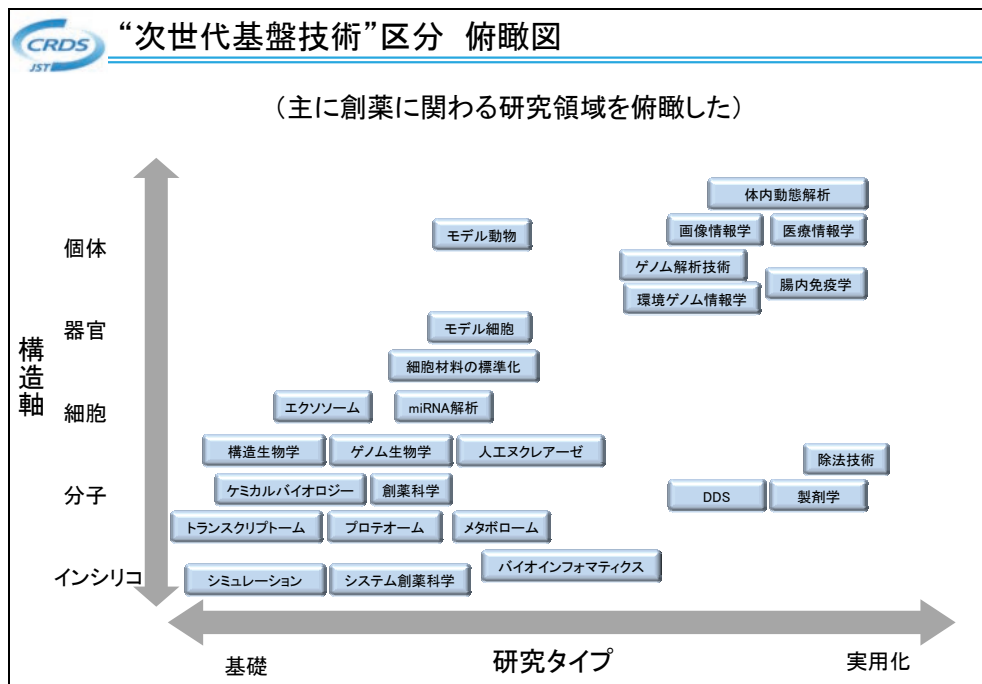 CRDS
JST
“次世代基盤技術”区分 俯瞰図
（主に創薬に関わる研究領域を俯瞰した）
体内動態解析
モデル動物
画像情報学
医療情報学
個体
ゲノム解析技術
腸内免疫学
環境ゲノム情報学
器官
モデル細胞
細胞材料の標準化
構造軸
細胞
エクソソーム
miRNA解析
構造生物学
ゲノム生物学
人工ヌクレアーゼ
除法技術
分子
ケミカルバイオロジー
創薬科学
DDS
製剤学
トランスクリプトーム
プロテオーム
メタボローム
バイオインフォマティクス
インシリコ
シミュレーション
システム創薬科学
基礎
研究タイプ
実用化